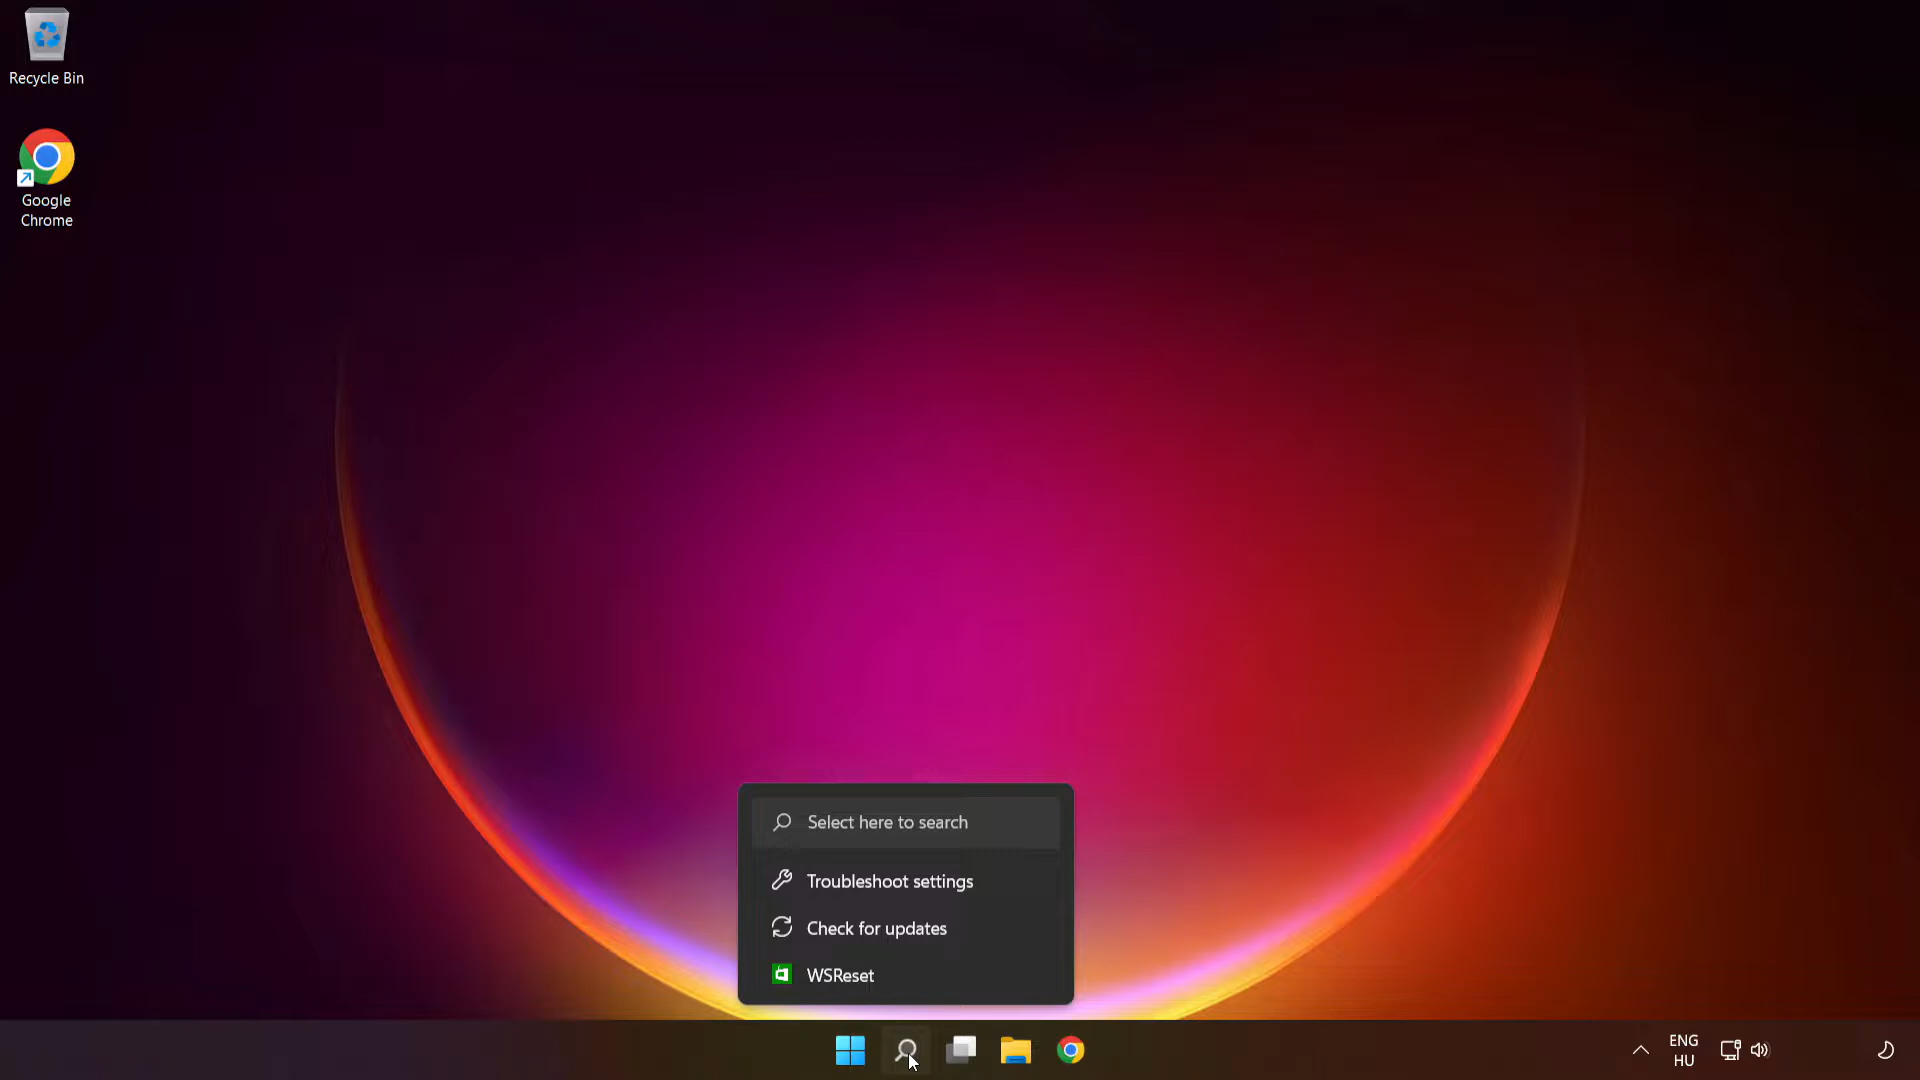 Recycle Bin
Google
Chrome
Select here to search
Troubleshoot settings
Check for updates
WSReset
ENG
HU